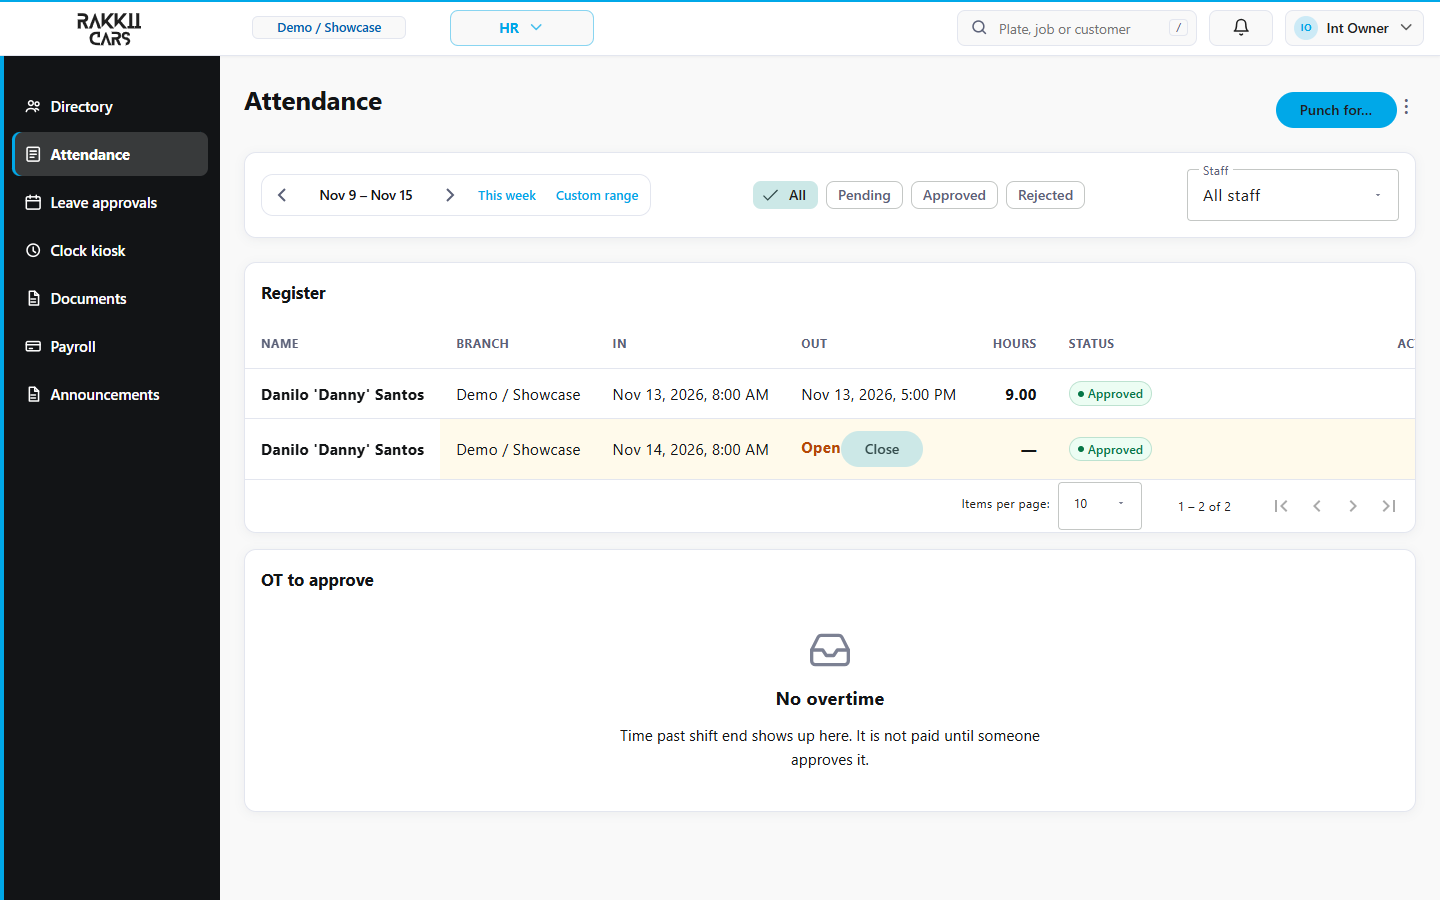 RAKKII CARS
Demo / Showcase
HR
Plate, job or customer
/
IO
Int Owner
Directory
Attendance
Leave approvals
Clock kiosk
Documents
Payroll
Announcements
Attendance
Punch for...
Nov 9 – Nov 15
This week
Custom range
All
Pending
Approved
Rejected
Staff
All staff
Register
NAME BRANCH IN OUT HOURS STATUS AC
Danilo 'Danny' Santos Demo / Showcase Nov 13, 2026, 8:00 AM Nov 13, 2026, 5:00 PM 9.00 Approved
Danilo 'Danny' Santos Demo / Showcase Nov 14, 2026, 8:00 AM Open Close — Approved
Items per page: 10 1 – 2 of 2
OT to approve
No overtime
Time past shift end shows up here. It is not paid until someone
approves it.